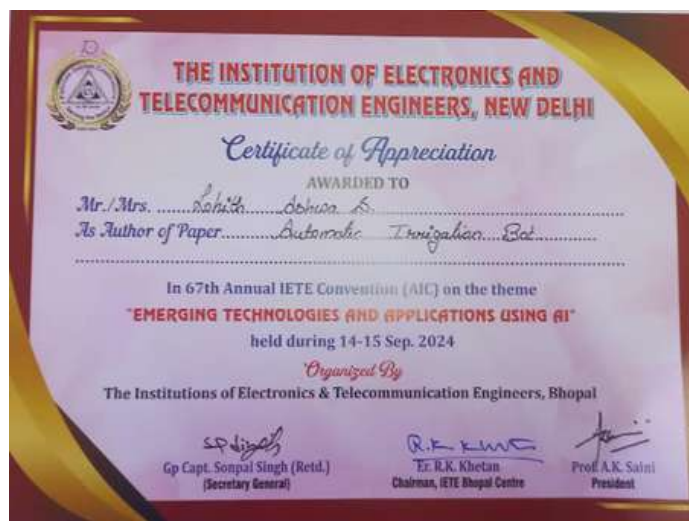 THE INSTITUTION OF ELECTRONICS AND
TELECOMMUNICATION ENGINEERS, NEW DELHI
Certificate of Appreciation
AWARDED TO
Mr./Mrs. Lohith S.
As Author of Paper Automatic Irrigation Bot
In 67th Annual IETE Convention (AIC) on the theme
"EMERGING TECHNOLOGIES AND APPLICATIONS USING AI"
held during 14-15 Sep. 2024
Organized By
The Institutions of Electronics & Telecommunication Engineers, Bhopal
Gp Capt. Sonpal Singh (Retd.)
(Secretary General)
R.K
Er. R.K. Khetan
Chairman, IETE Bhopal Centre
Prof. A.K. Saini
President